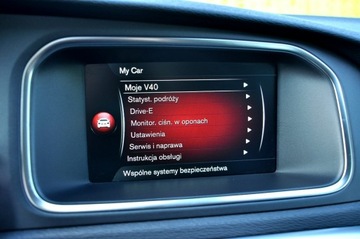 My Car
Moje V40
Statyst. podróży
Drive-E
Monitor. ciśn. w oponach
Ustawienia
Serwis i naprawa
Instrukcja obsługi
Wspólne systemy bezpieczeństwa